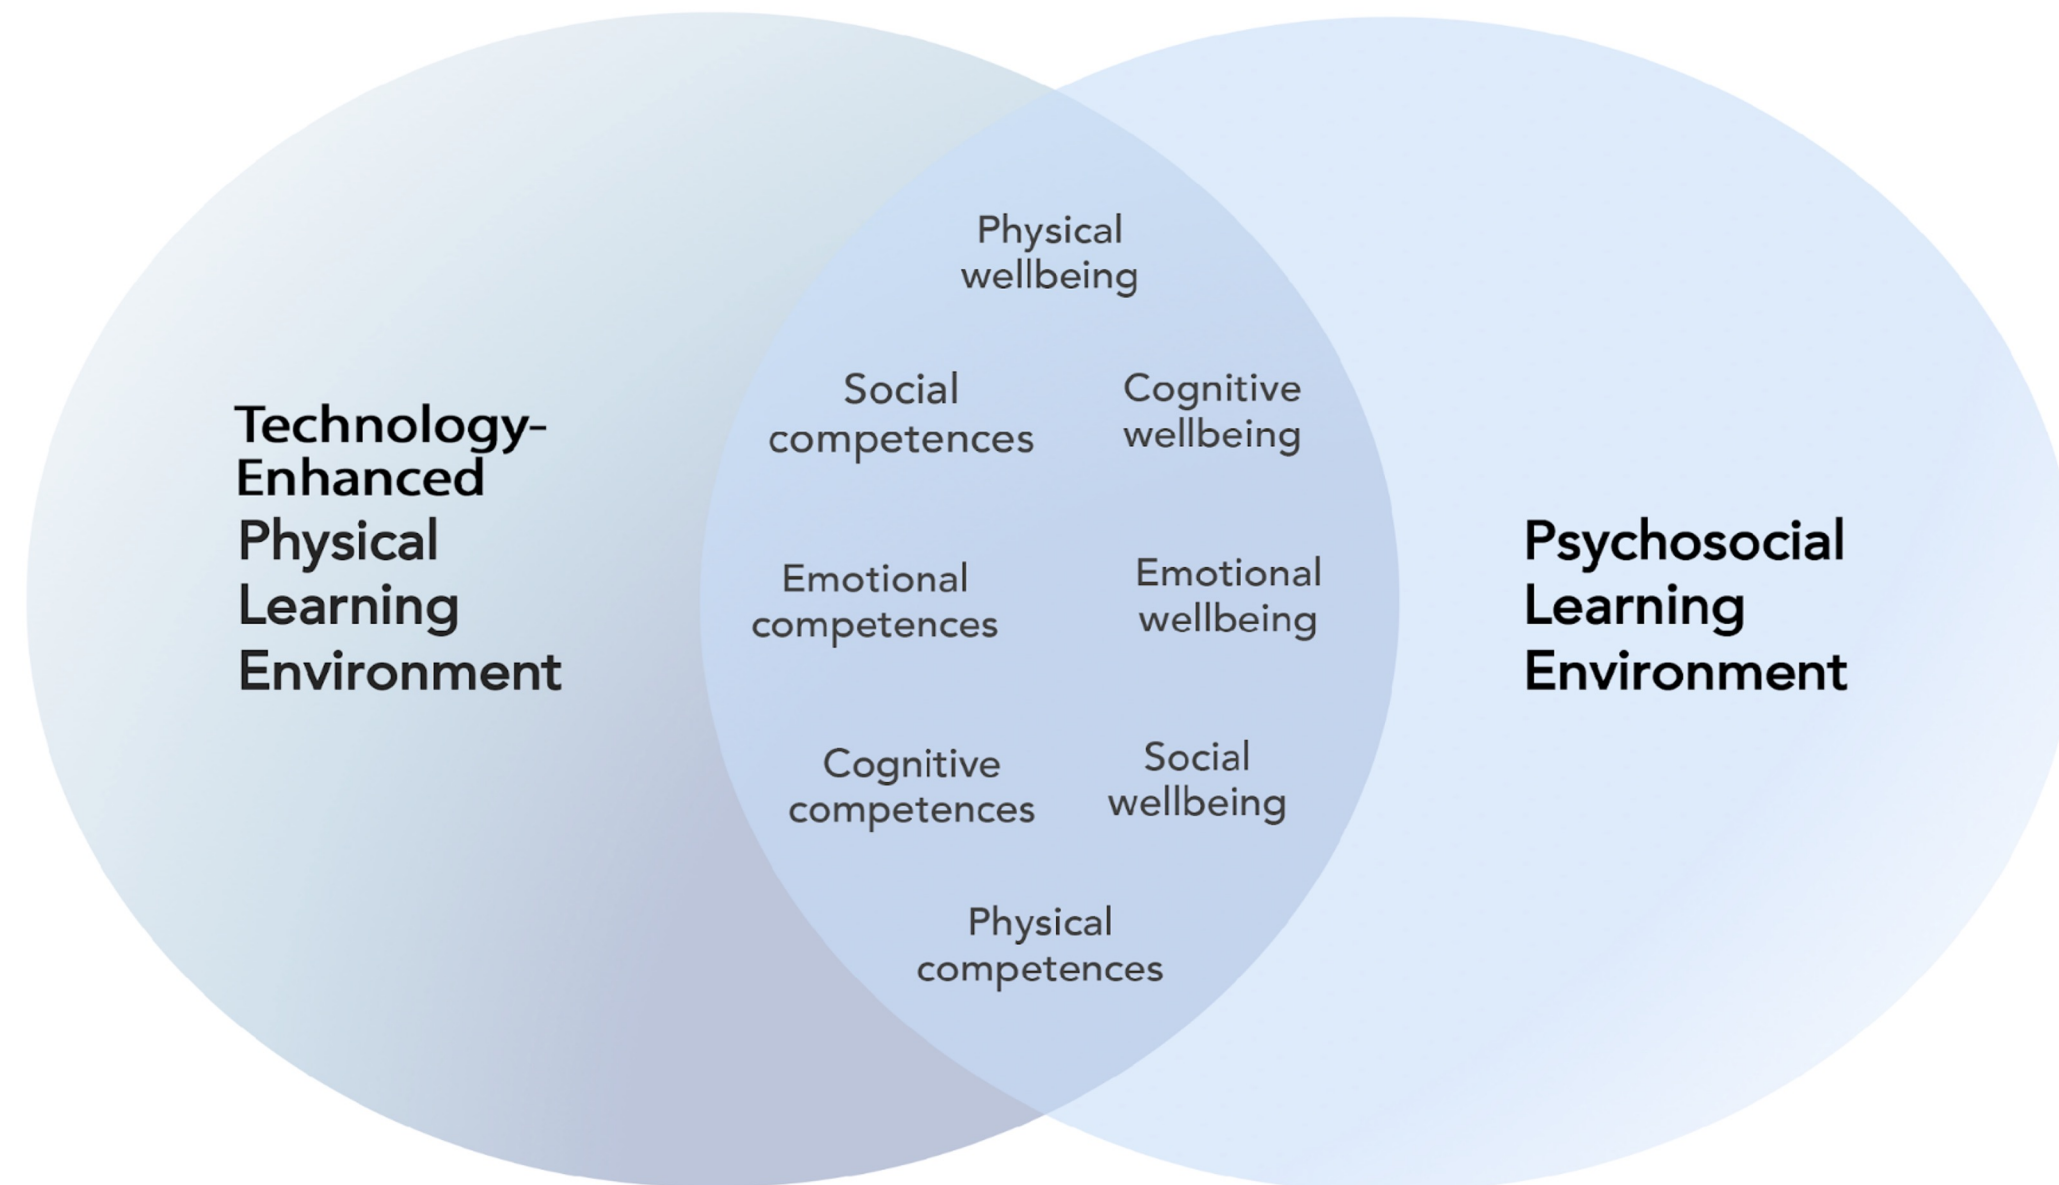 Technology-
Enhanced
Physical
Learning
Environment
Physical
wellbeing
Social
competences
Cognitive
wellbeing
Emotional
competences
Emotional
wellbeing
Cognitive
competences
Social
wellbeing
Physical
competences
Psychosocial
Learning
Environment